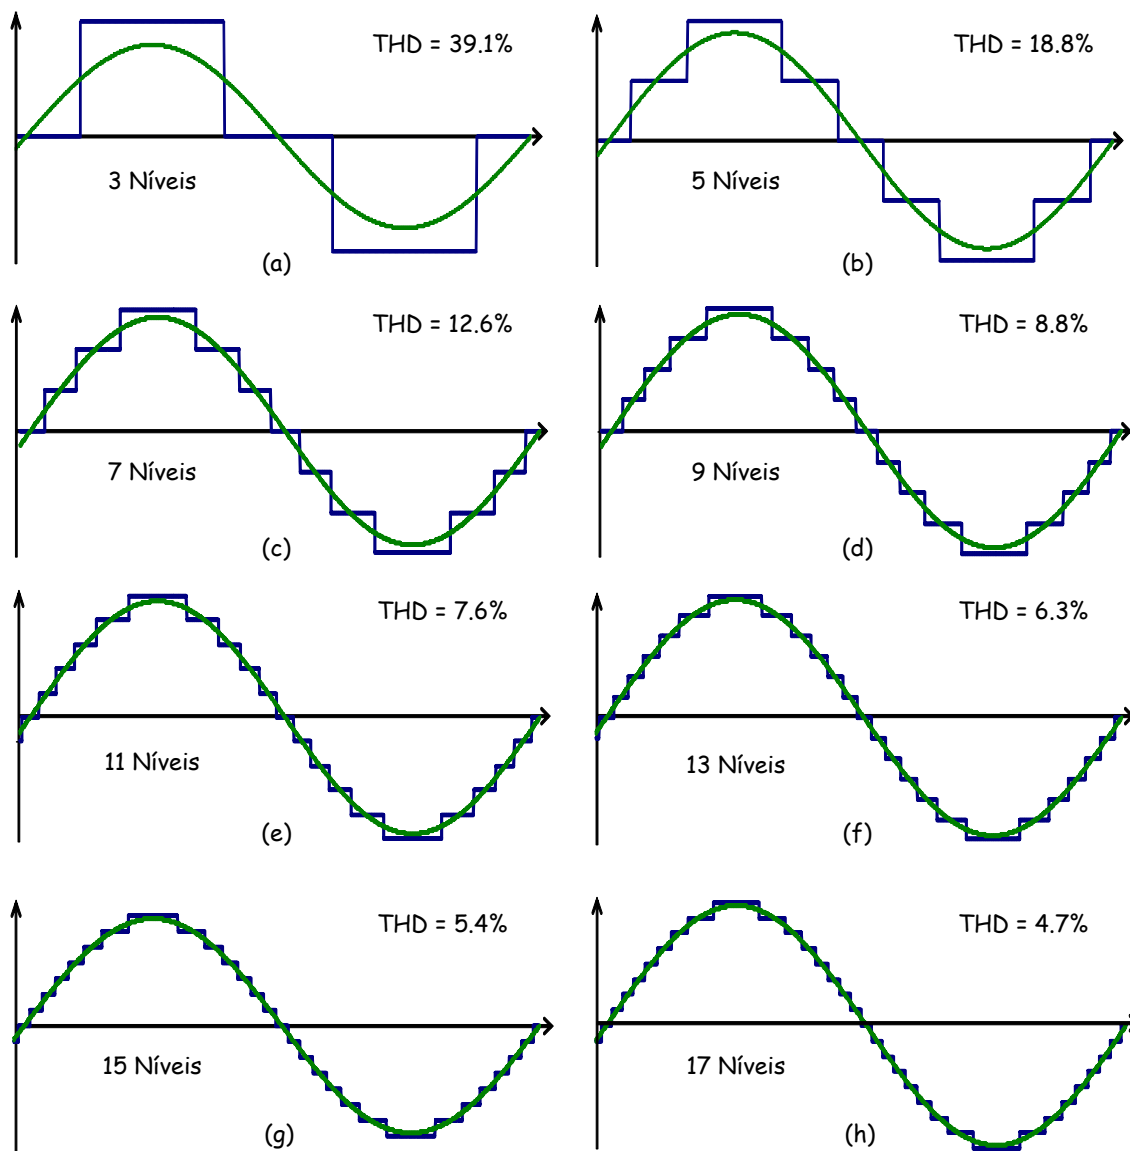 THD = 39.1%
3 Níveis
(a)
THD = 18.8%
5 Níveis
(b)
THD = 12.6%
7 Níveis
(c)
THD = 8.8%
9 Níveis
(d)
THD = 7.6%
11 Níveis
(e)
THD = 6.3%
13 Níveis
(f)
THD = 5.4%
15 Níveis
(g)
THD = 4.7%
17 Níveis
(h)